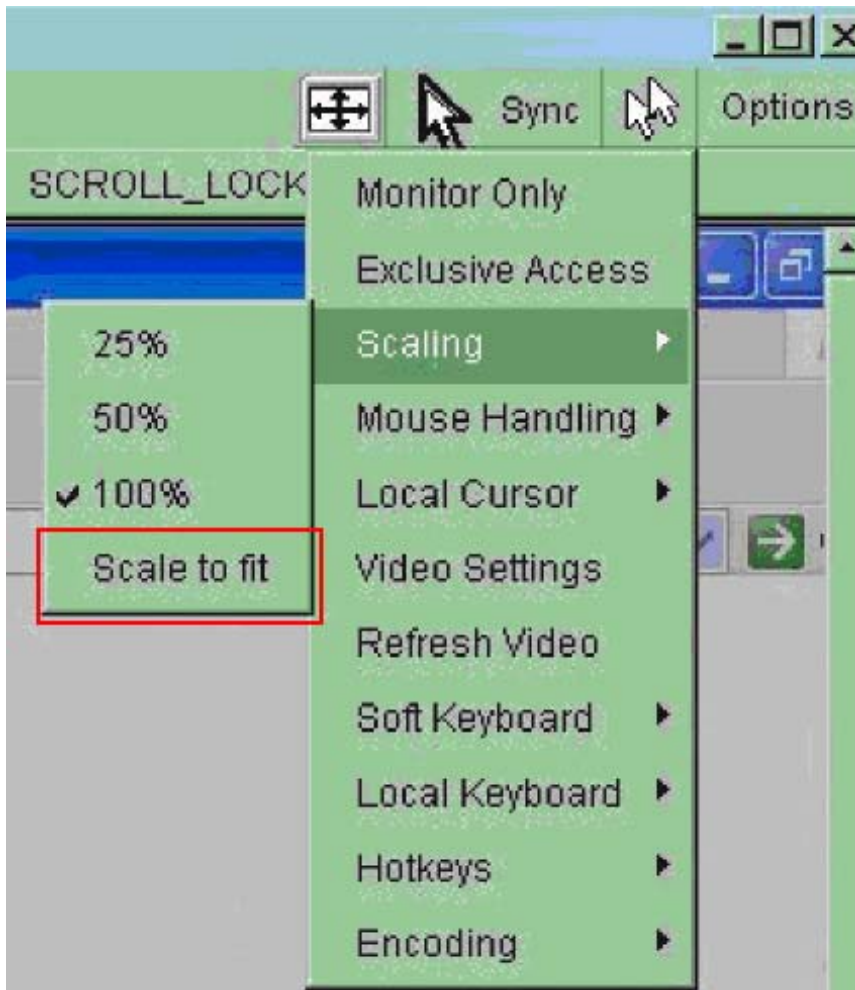 Sync
Options
SCROLL_LOCK
Monitor Only
Exclusive Access
Scaling
Mouse Handling
Local Cursor
Video Settings
Refresh Video
Soft Keyboard
Local Keyboard
Hotkeys
Encoding
25%
50%
100%
Scale to fit